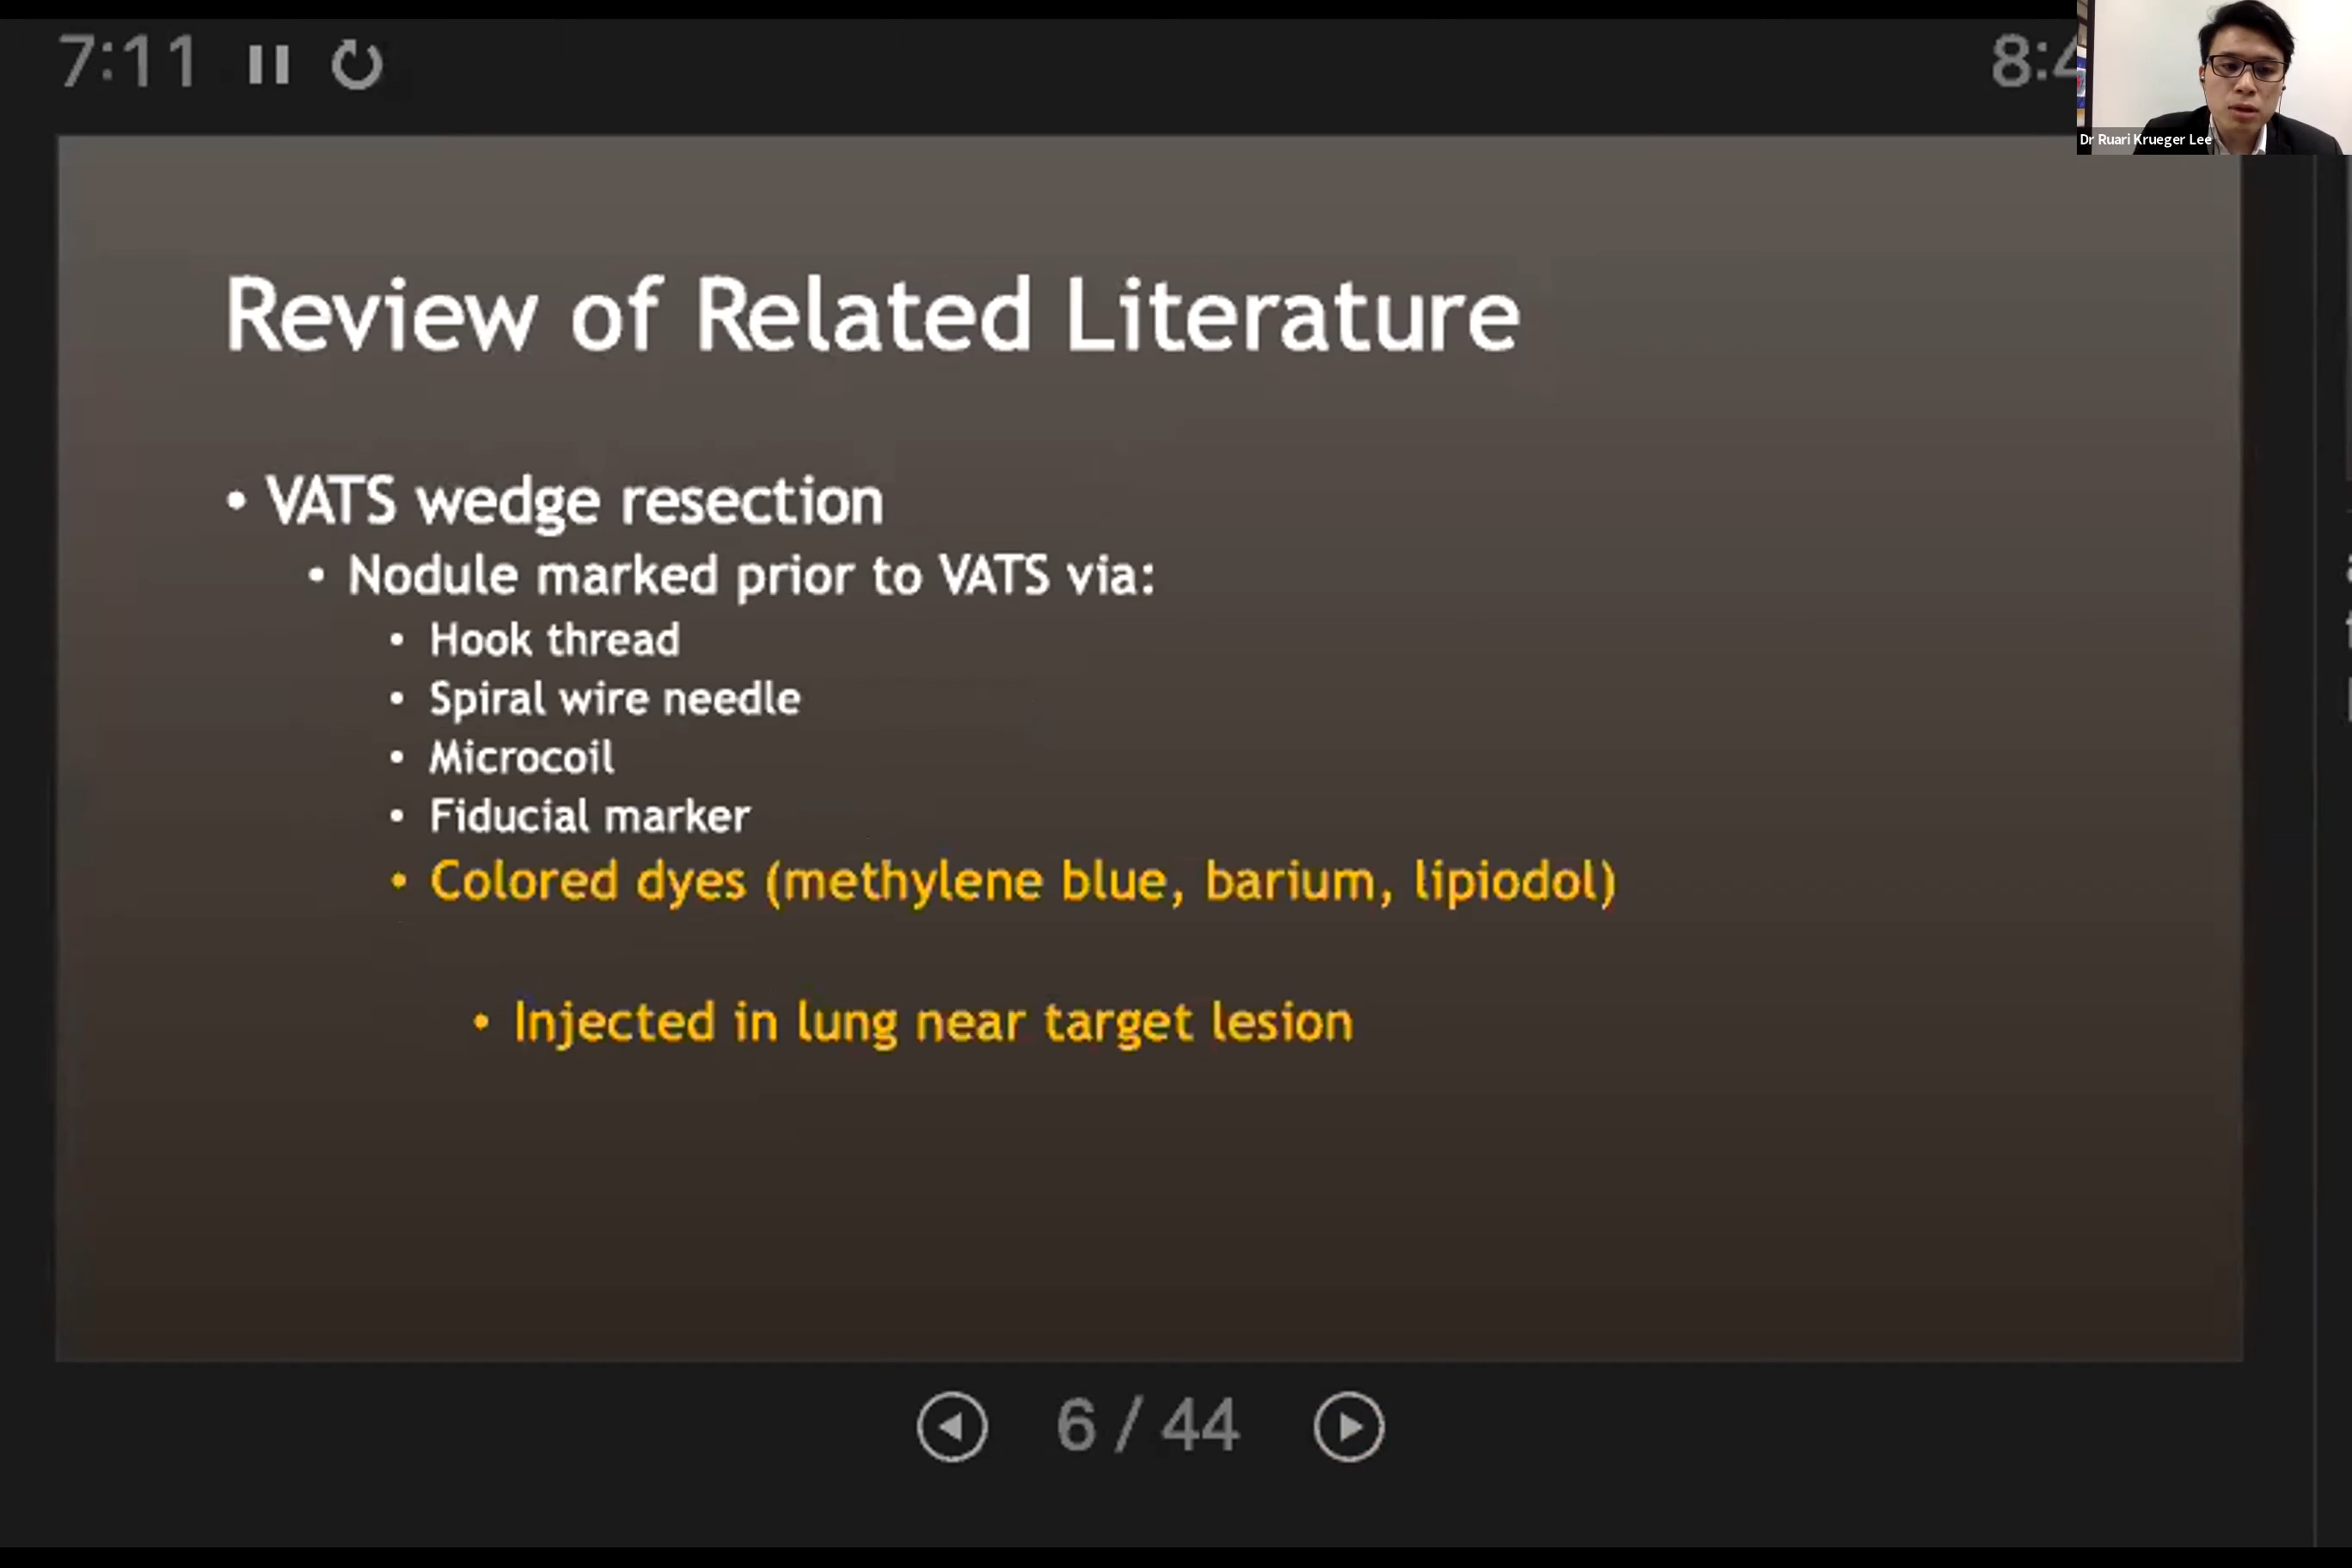 7:11
Dr Ruari Krueger Lee
Review of Related Literature
• VATS wedge resection
• Nodule marked prior to VATS via:
• Hook thread
• Spiral wire needle
• Microcoil
• Fiducial marker
• Colored dyes (methylene blue, barium, lipiodol)
• Injected in lung near target lesion
6 / 44